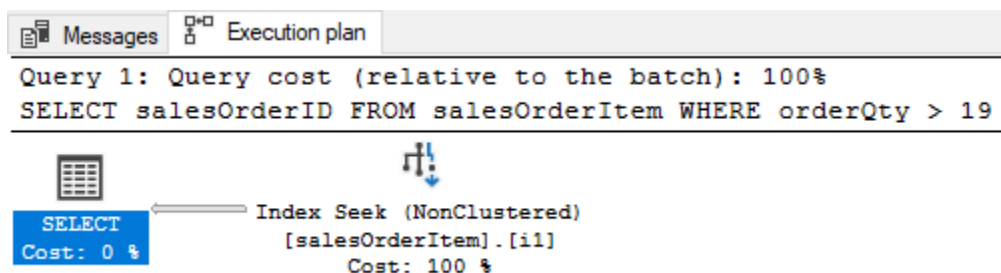 Messages Execution plan
Query 1: Query cost (relative to the batch): 100%
SELECT salesOrderID FROM salesOrderItem WHERE orderQty > 19
SELECT
Cost: 0 %
Index Seek (NonClustered)
[salesOrderItem].[i1]
Cost: 100 %